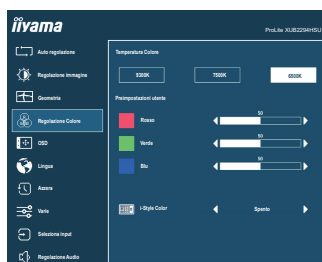 iiyama
ProLite XUB2294HSU
Auto regolazione
Regolazione Immagine
Geometria
Regolazione Colore
OSD
Lingua
Azzera
Varie
Seleziona input
Regolazione Audio
Temperatura Colore
9300K
7500K
6500K
Preimpostazioni utente
Rosso
50
Verde
50
Blu
50
i-Style Color
Spento